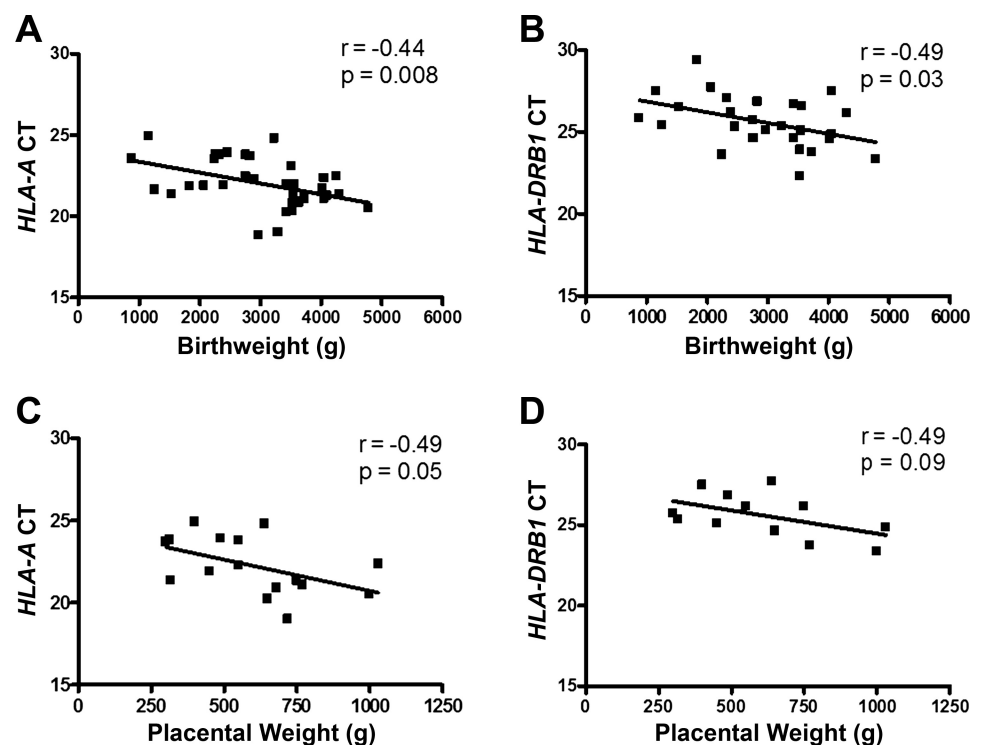 A
r = -0.44
p = 0.008
HLA-A CT
30
25
20
15
0 1000 2000 3000 4000 5000 6000
Birthweight (g)
B
r = -0.49
p = 0.03
HLA-DRB1 CT
30
25
20
15
0 1000 2000 3000 4000 5000 6000
Birthweight (g)
C
r = -0.49
p = 0.05
HLA-A CT
30
25
20
15
0 250 500 750 1000 1250
Placental Weight (g)
D
r = -0.49
p = 0.09
HLA-DRB1 CT
30
25
20
15
0 250 500 750 1000 1250
Placental Weight (g)